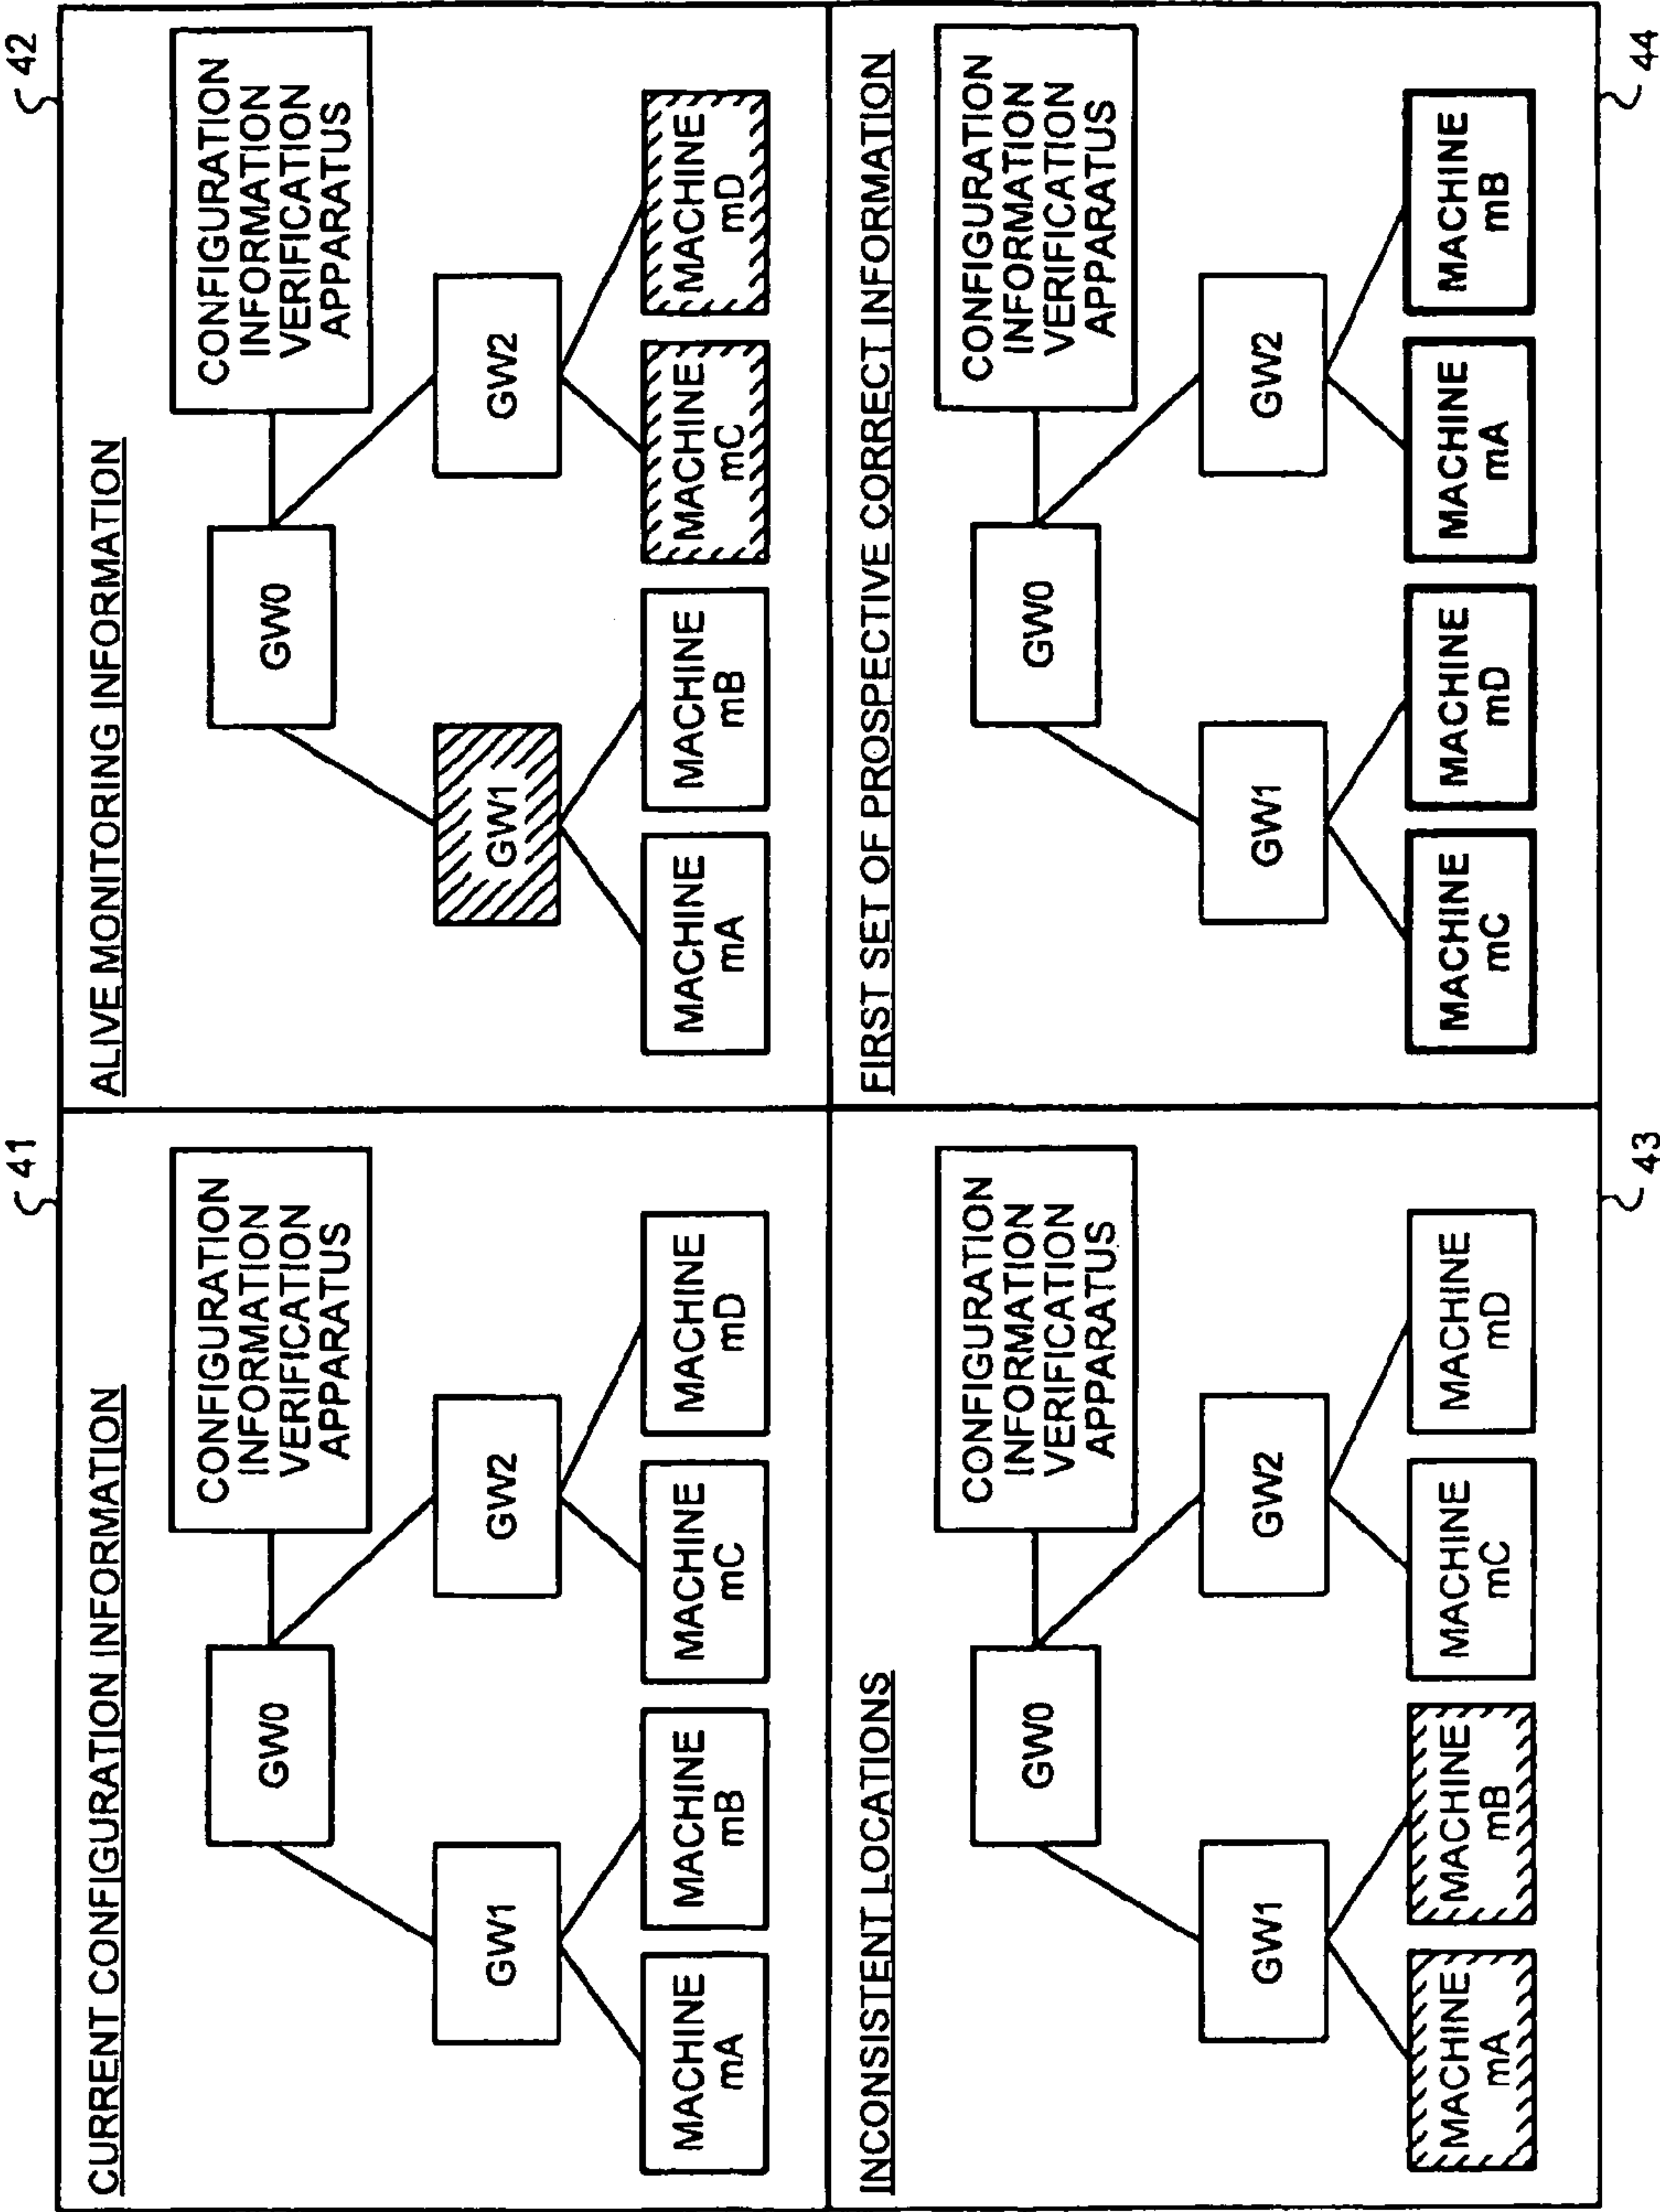 41
CURRENT CONFIGURATION INFORMATION
CONFIGURATION
INFORMATION
VERIFICATION
APPARATUS
GW0
GW1
GW2
MACHINE
mA
MACHINE
mB
MACHINE
mC
MACHINE
mD
42
ALIVE MONITORING INFORMATION
CONFIGURATION
INFORMATION
VERIFICATION
APPARATUS
GW0
GW1
GW2
MACHINE
mA
MACHINE
mB
MACHINE
mC
MACHINE
mD
INCONSISTENT LOCATIONS
CONFIGURATION
INFORMATION
VERIFICATION
APPARATUS
GW0
GW1
GW2
MACHINE
mA
MACHINE
mB
MACHINE
mC
MACHINE
mD
43
FIRST SET OF PROSPECTIVE CORRECT INFORMATION
CONFIGURATION
INFORMATION
VERIFICATION
APPARATUS
GW0
GW1
GW2
MACHINE
mC
MACHINE
mD
MACHINE
mA
MACHINE
mB
44